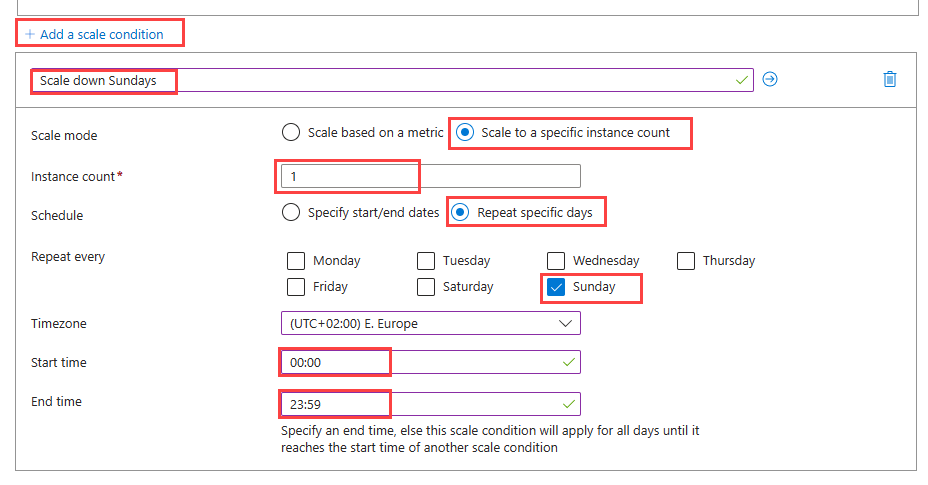 + Add a scale condition
Scale down Sundays
Scale mode
Scale based on a metric
Scale to a specific instance count
Instance count*
1
Schedule
Specify start/end dates
Repeat specific days
Repeat every
Monday
Tuesday
Wednesday
Thursday
Friday
Saturday
Sunday
Timezone
(UTC+02:00) E. Europe
Start time
00:00
End time
23:59
Specify an end time, else this scale condition will apply for all days until it
reaches the start time of another scale condition